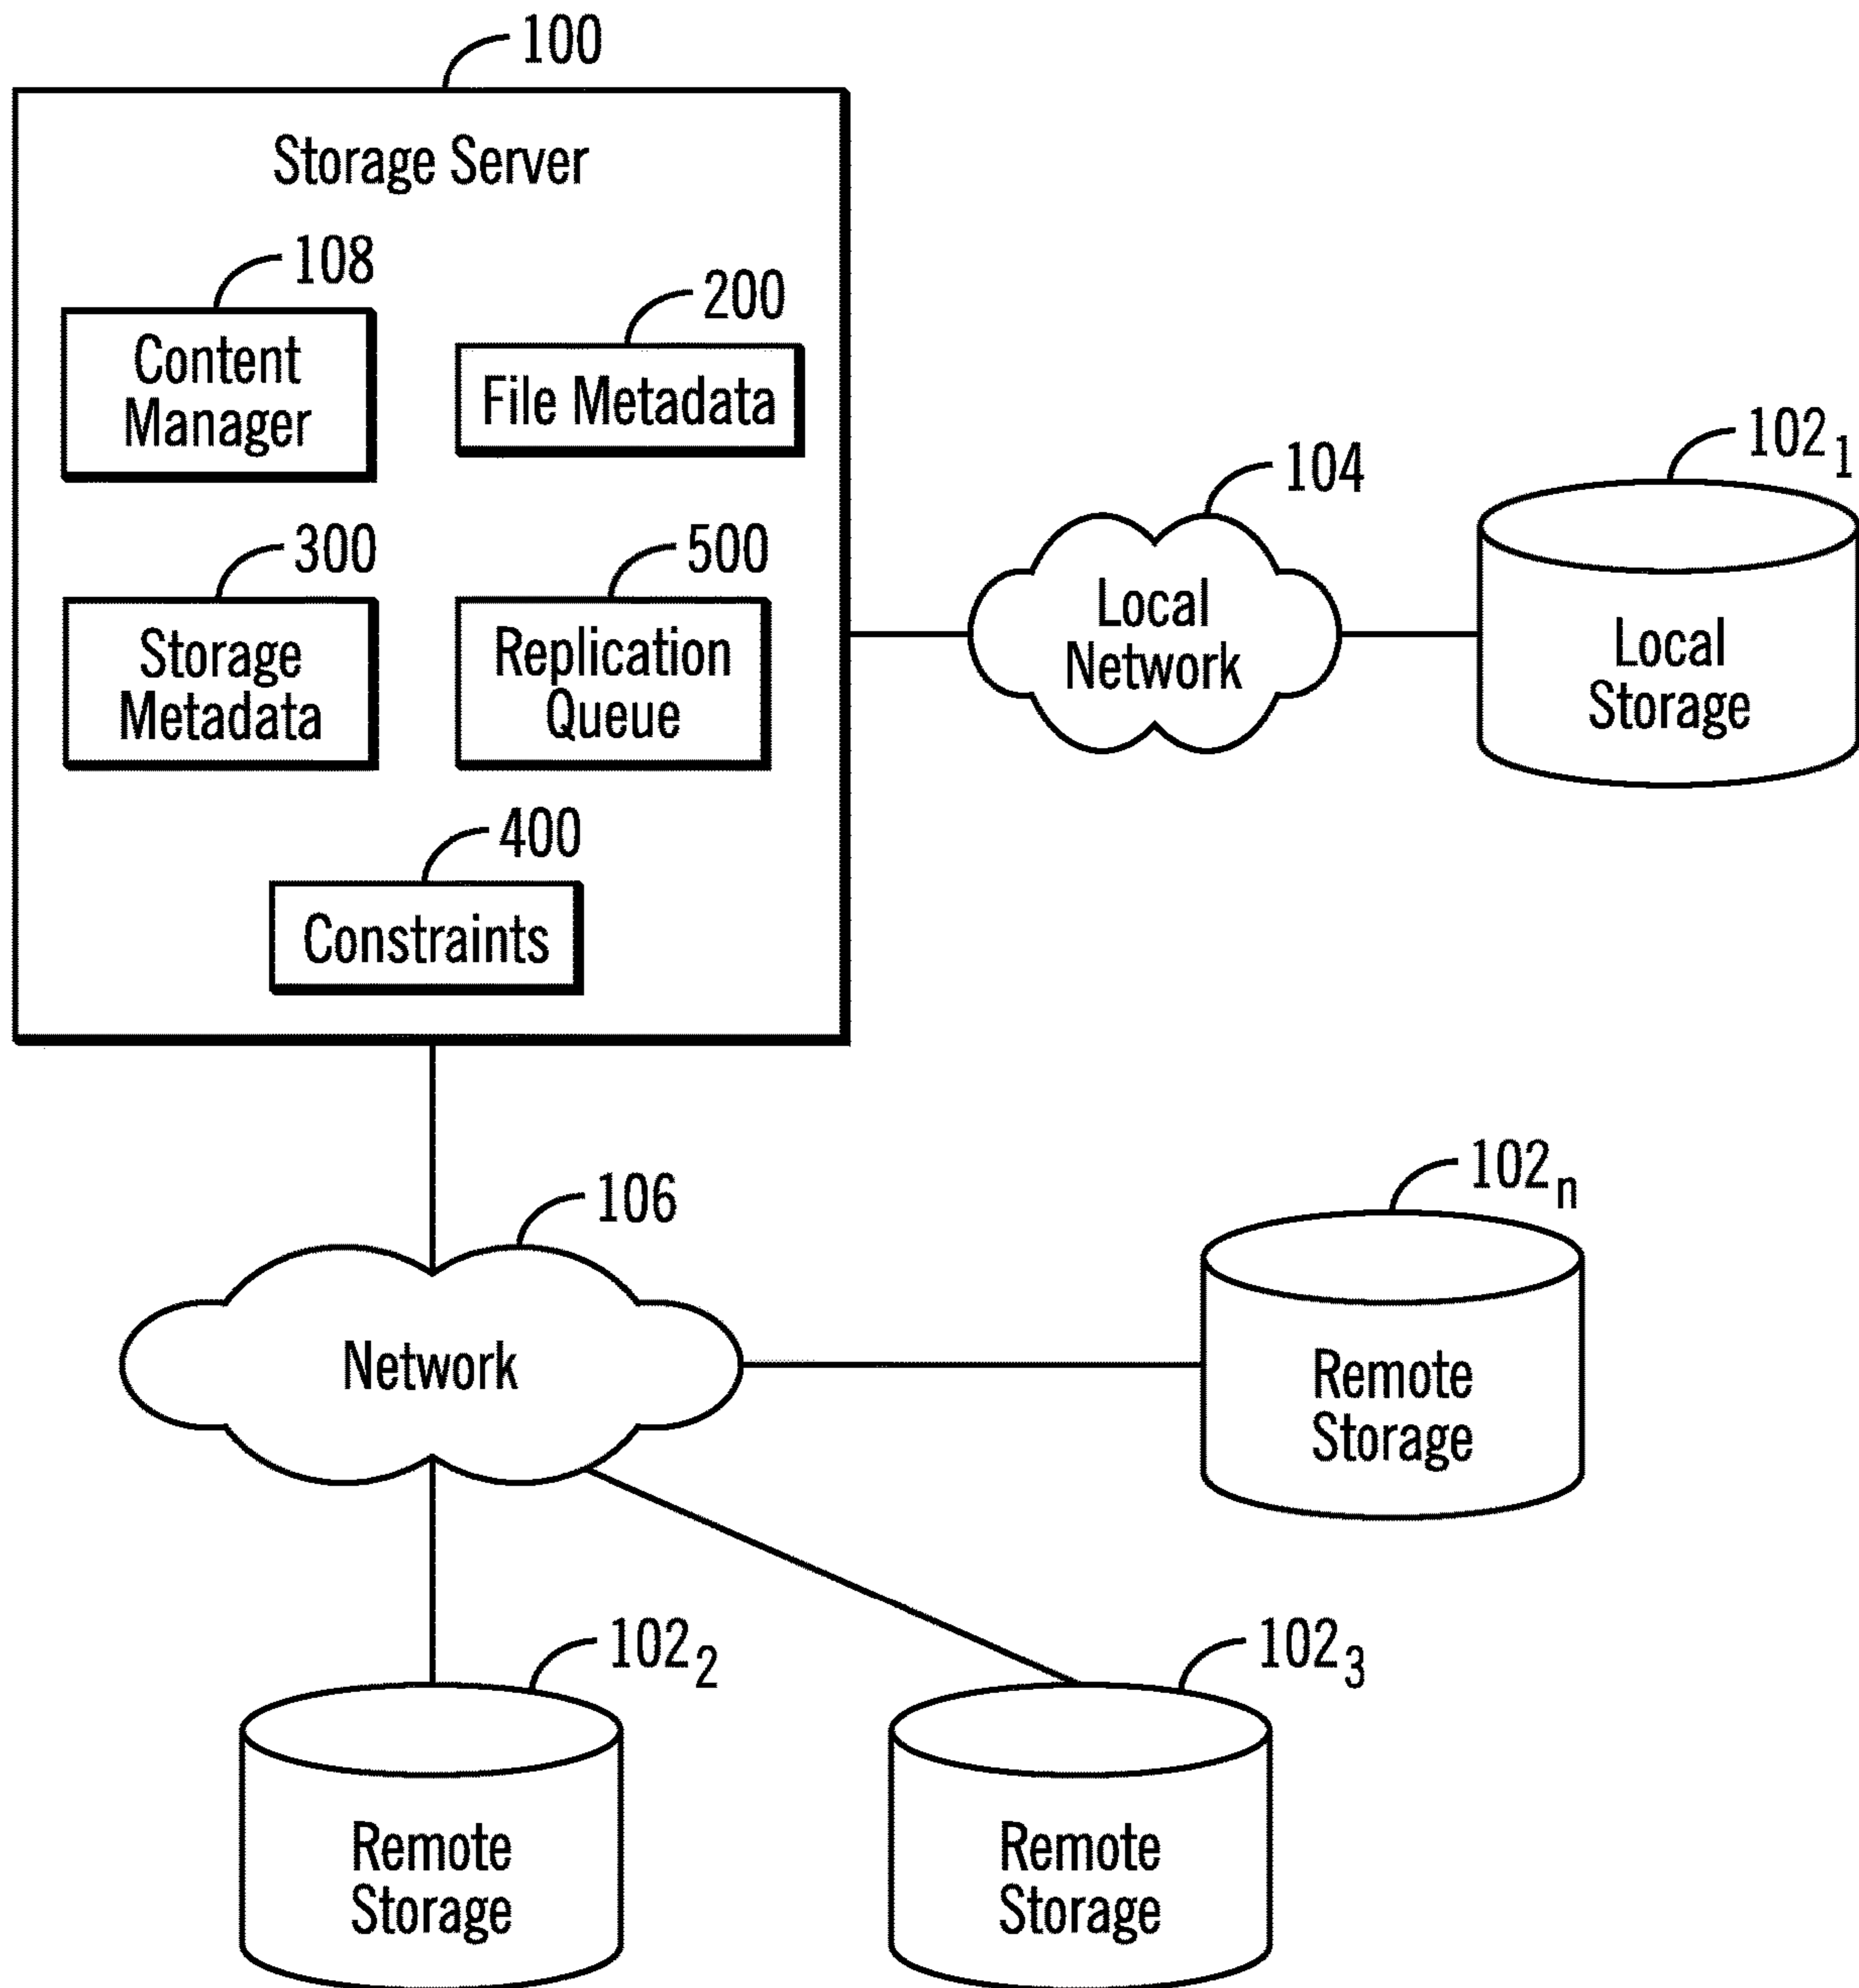 100
Storage Server
108
Content
Manager
200
File Metadata
300
Storage
Metadata
500
Replication
Queue
400
Constraints
104
Local
Network
102₁
Local
Storage
106
Network
102ₙ
Remote
Storage
102₂
Remote
Storage
102₃
Remote
Storage